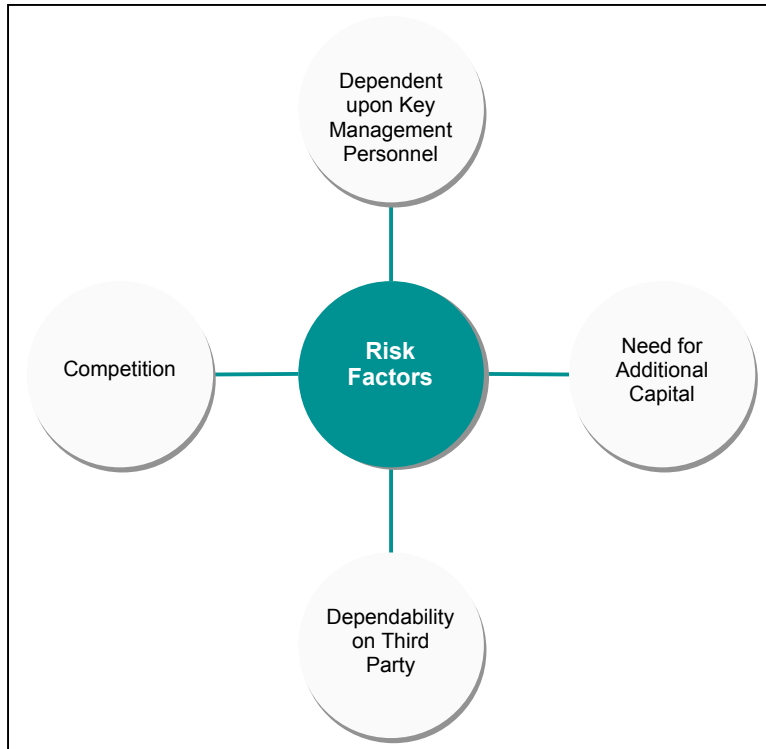 Dependent
upon Key
Management
Personnel
Competition
Risk
Factors
Need for
Additional
Capital
Dependability
on Third
Party